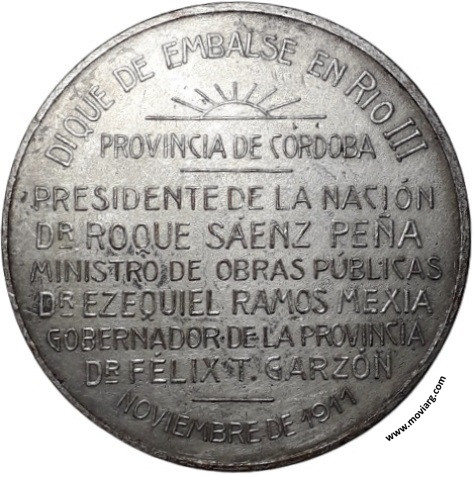 DIQUE DE EMBALSE EN RIO III
PROVINCIA DE CORDOBA
PRESIDENTE DE LA NACIÓN
DR ROQUE SÁENZ PEÑA
MINISTRO DE OBRAS PÚBLICAS
DR EZEQUIEL RAMOS MEXIA
GOBERNADOR·DE·LA PROVINCIA
DR FÉLIX T. GARZÓN
NOVIEMBRE DE 1911
www.moviarg.com